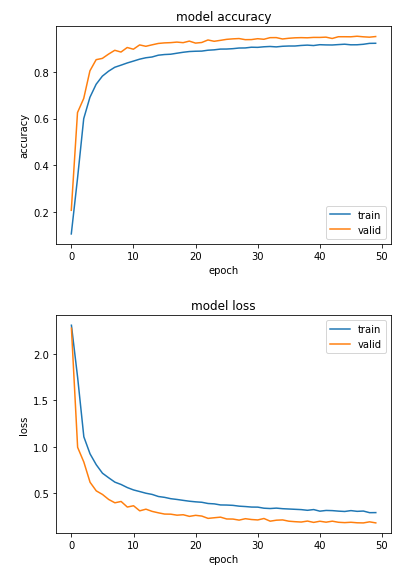 model accuracy
0.8
0.6
0.4
0.2
accuracy
train
valid
0 10 20 30 40 50
epoch
model loss
train
valid
2.0
1.5
1.0
0.5
loss
0 10 20 30 40 50
epoch